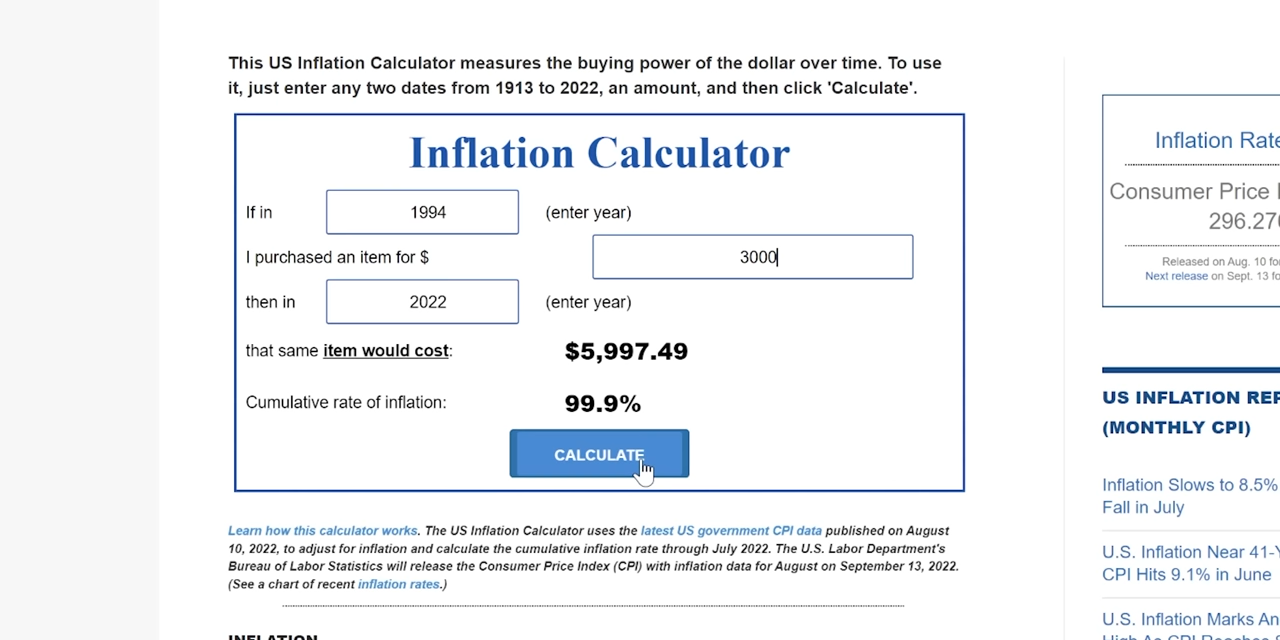 This US Inflation Calculator measures the buying power of the dollar over time. To use
it, just enter any two dates from 1913 to 2022, an amount, and then click 'Calculate'.
Inflation Calculator
If in 1994 (enter year)
I purchased an item for $ 3000
then in 2022 (enter year)
that same item would cost: $5,997.49
Cumulative rate of inflation: 99.9%
CALCULATE
Learn how this calculator works. The US Inflation Calculator uses the latest US government CPI data published on August
10, 2022, to adjust for inflation and calculate the cumulative inflation rate through July 2022. The U.S. Labor Department's
Bureau of Labor Statistics will release the Consumer Price Index (CPI) with inflation data for August on September 13, 2022.
(See a chart of recent inflation rates.)
INFLATION
Inflation Rate
Consumer Price
296.27
Released on Aug. 10 fo
Next release on Sept. 13 fo
US INFLATION REP
(MONTHLY CPI)
Inflation Slows to 8.5%
Fall in July
U.S. Inflation Near 41-Y
CPI Hits 9.1% in June
U.S. Inflation Marks An